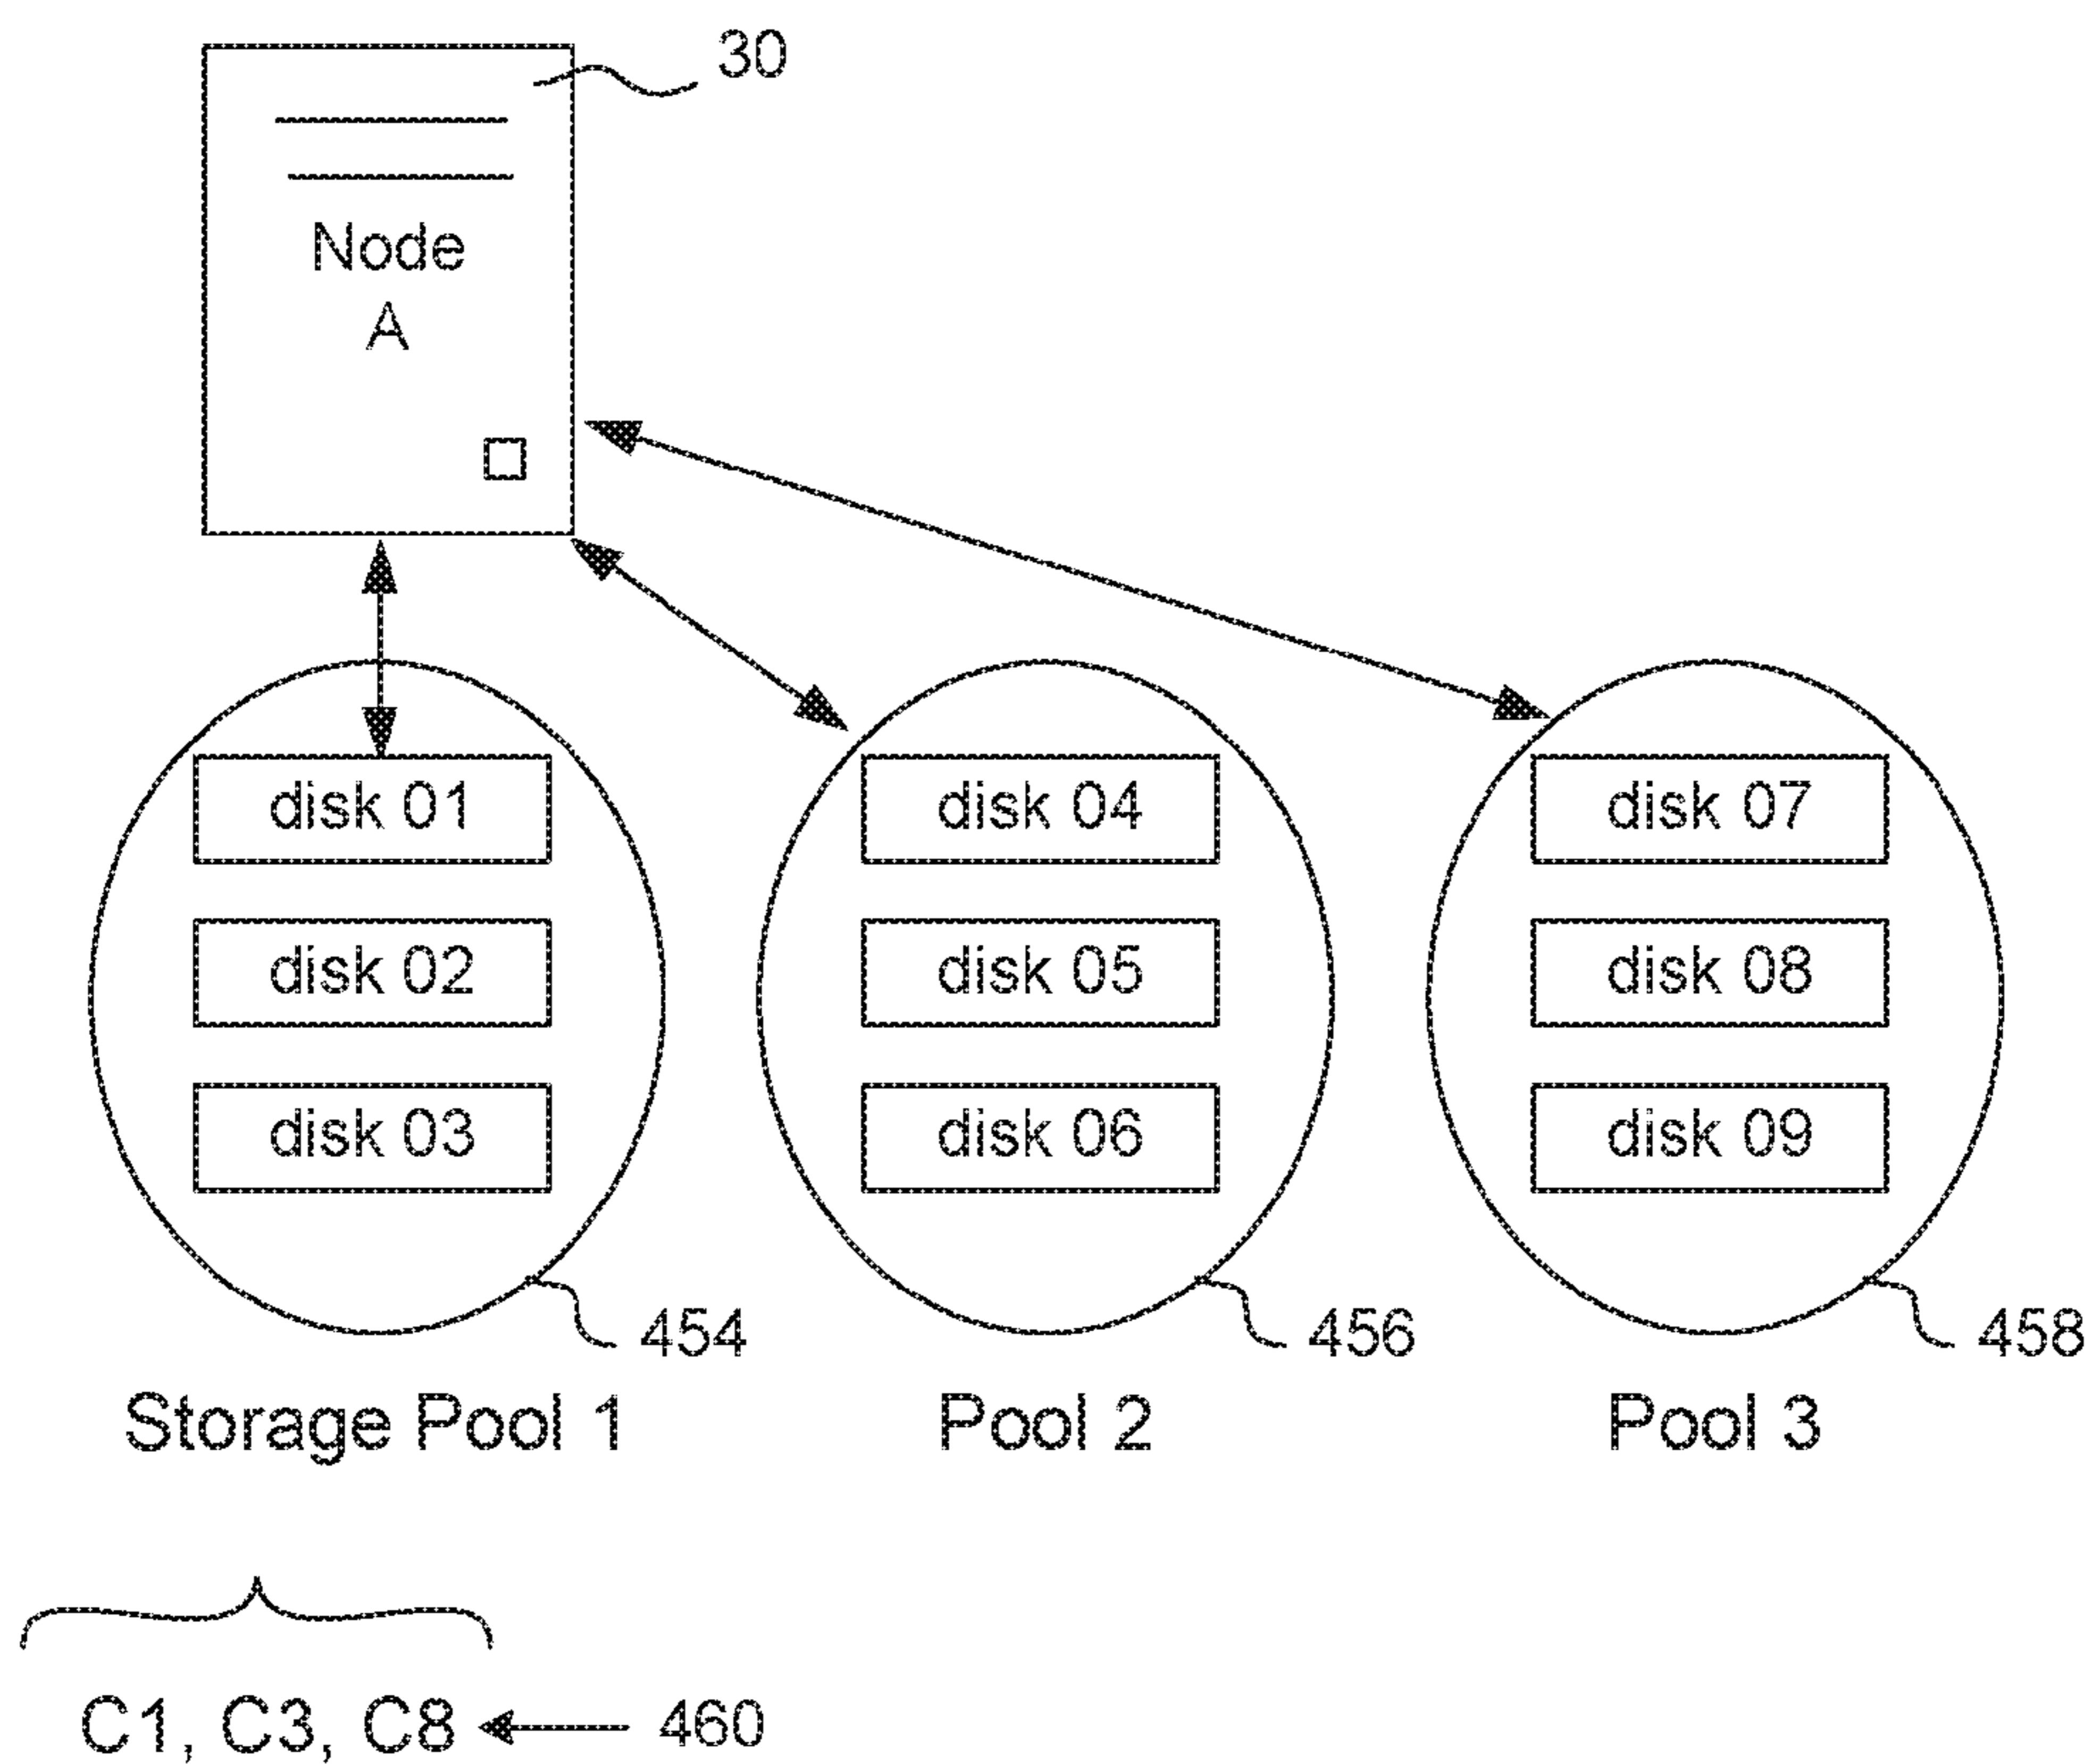 30
Node
A
disk 01
disk 02
disk 03
454
Storage Pool 1
disk 04
disk 05
disk 06
456
Pool 2
disk 07
disk 08
disk 09
458
Pool 3
C1, C3, C8
460